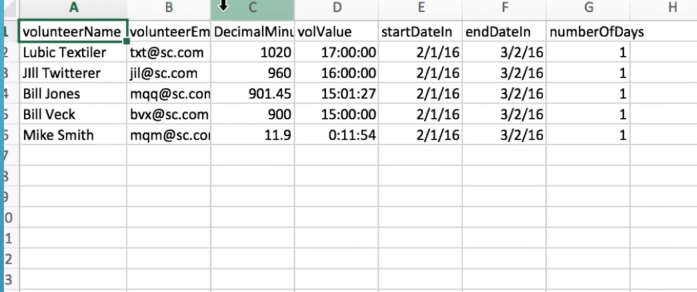 A B C D E F G H
1 volunteerName volunteerEm DecimalMinu volValue startDateIn endDateIn numberOfDays
2 Lubic Textiler txt@sc.com 1020 17:00:00 2/1/16 3/2/16 1
3 JIll Twitterer jil@sc.com 960 16:00:00 2/1/16 3/2/16 1
4 Bill Jones mqq@sc.con 901.45 15:01:27 2/1/16 3/2/16 1
5 Bill Veck bvx@sc.com 900 15:00:00 2/1/16 3/2/16 1
6 Mike Smith mqm@sc.co 11.9 0:11:54 2/1/16 3/2/16 1
7
8
9
0
1
2
3